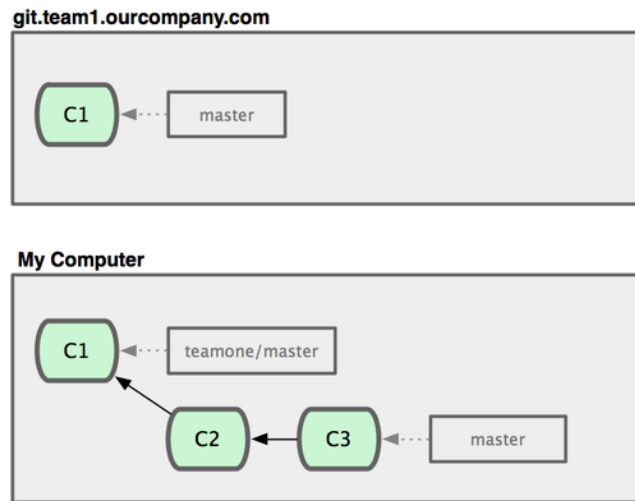 git.team1.ourcompany.com
C1
master
My Computer
C1
teamone/master
C2
C3
master